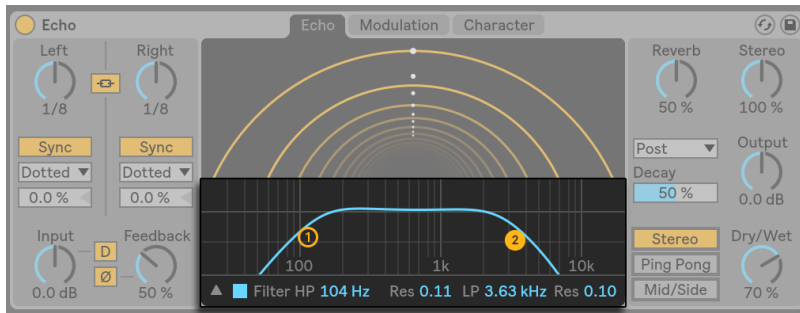 Echo
Echo Modulation Character
Left Right
1/8 1/8
Sync Sync
Dotted Dotted
0.0 % 0.0 %
Input D Feedback
Ø
0.0 dB 50 %
1 2
100 1k 10k
Filter HP 104 Hz Res 0.11 LP 3.63 kHz Res 0.10
Reverb Stereo
50 % 100 %
Post Output
Decay
50 % 0.0 dB
Stereo Dry/Wet
Ping Pong
Mid/Side 70 %